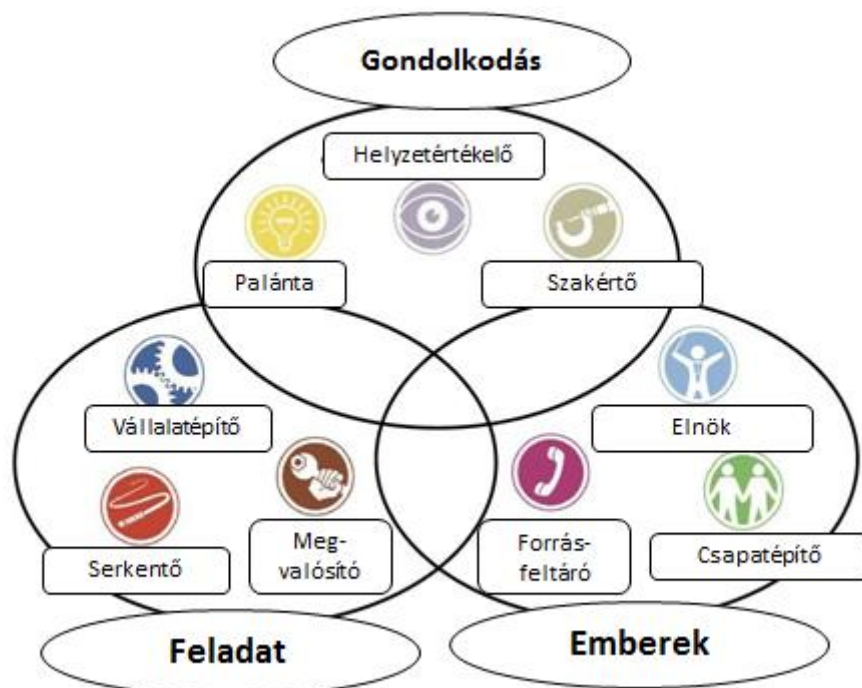 Gondolkodás
Helyzetértékelő
Palánta
Szakértő
Vállalatépítő
Elnök
Serkentő
Meg-
valósító
Forrás-
feltáró
Csapatépítő
Feladat
Emberek